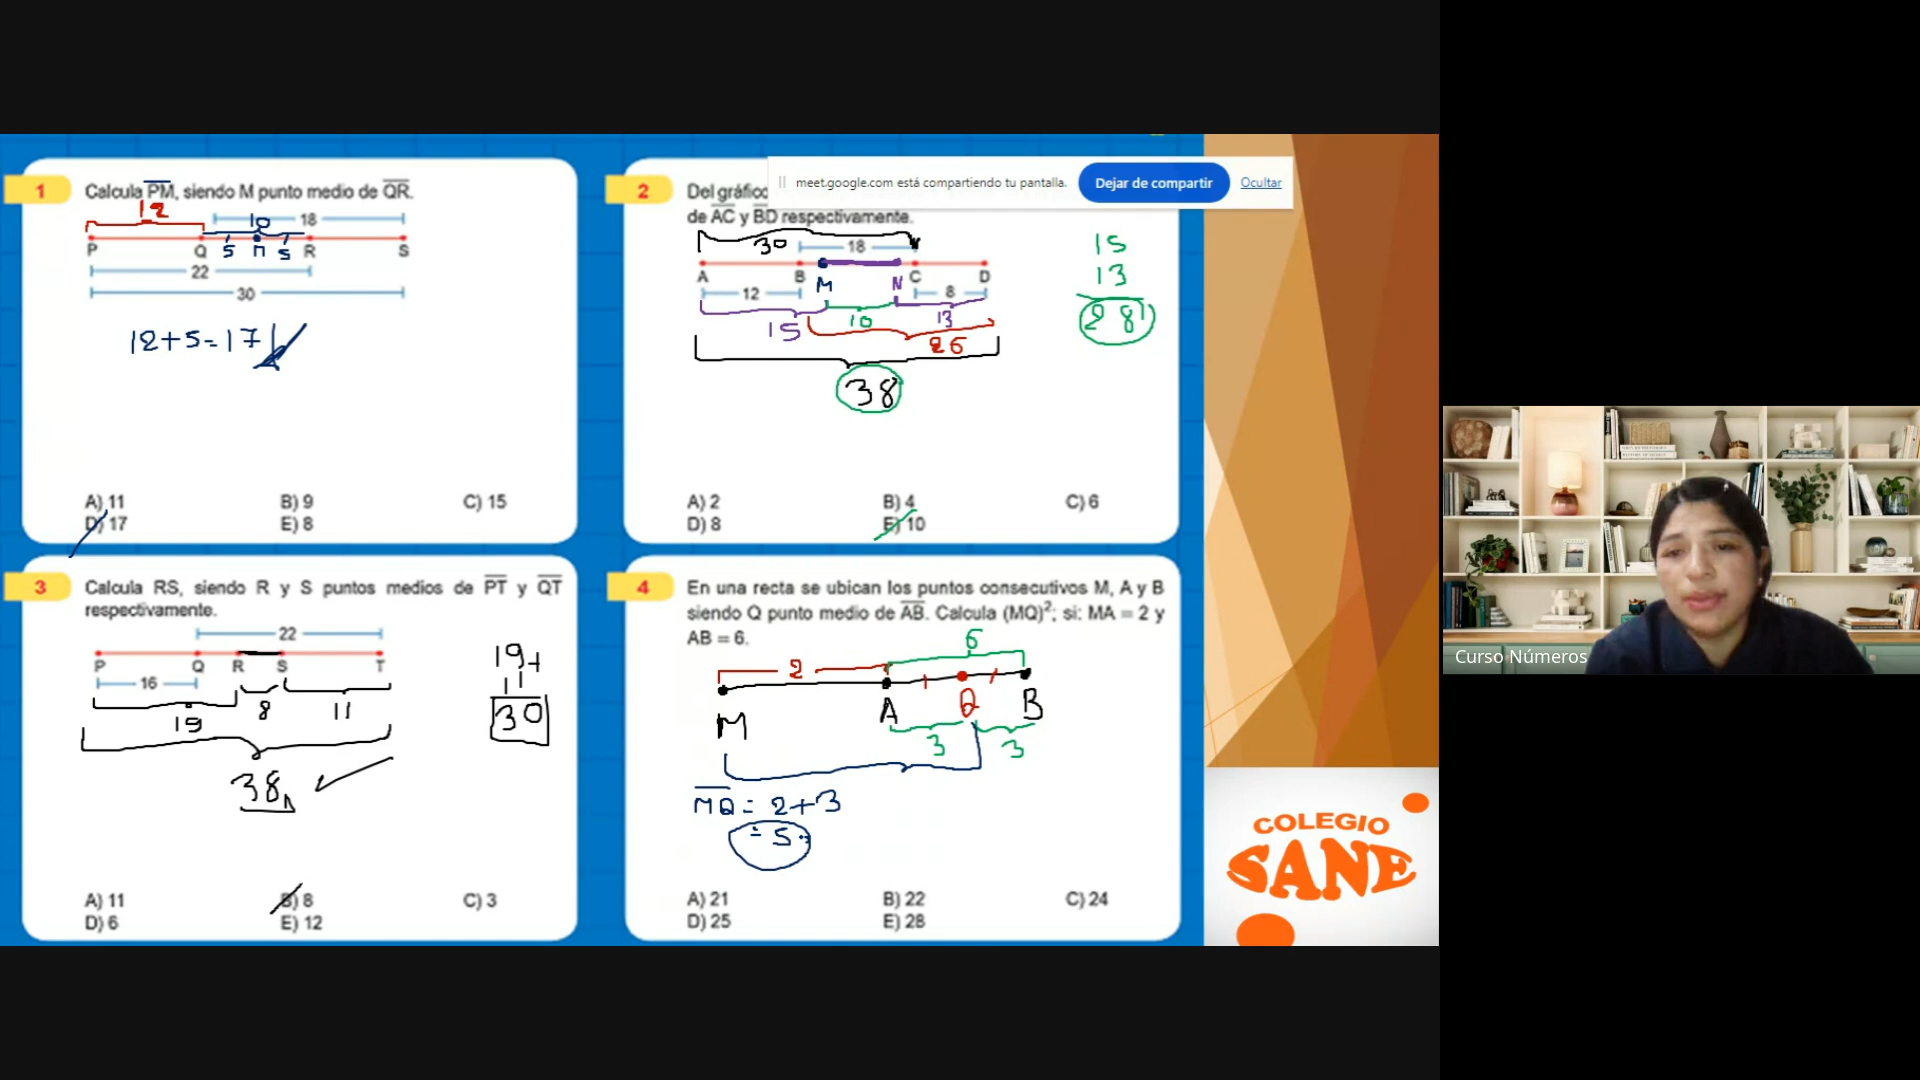 1
Calcula PM, siendo M punto medio de QR.
12
10
18
P
Q
5
M
5
R
S
22
30
12+5=17
A) 11
B) 9
C) 15
D) 17
E) 8
2
Del gráfico
meet.google.com está compartiendo tu pantalla.
Dejar de compartir
Ocultar
de AC y BD respectivamente.
30
18
A
B
M
N
C
D
12
8
15
10
13
26
38
15
13
28
A) 2
B) 4
C) 6
D) 8
E) 10
3
Calcula RS, siendo R y S puntos medios de PT y QT
respectivamente.
22
P
Q
R
S
T
16
19
8
11
38
19+
11
30
A) 11
B) 8
C) 3
D) 6
E) 12
4
En una recta se ubican los puntos consecutivos M, A y B
siendo Q punto medio de AB. Calcula (MQ)²; si: MA = 2 y
AB = 6.
6
2
M
A
Q
B
3
3
MQ = 2+3
= 5
A) 21
B) 22
C) 24
D) 25
E) 28
COLEGIO
SANE
Curso Números